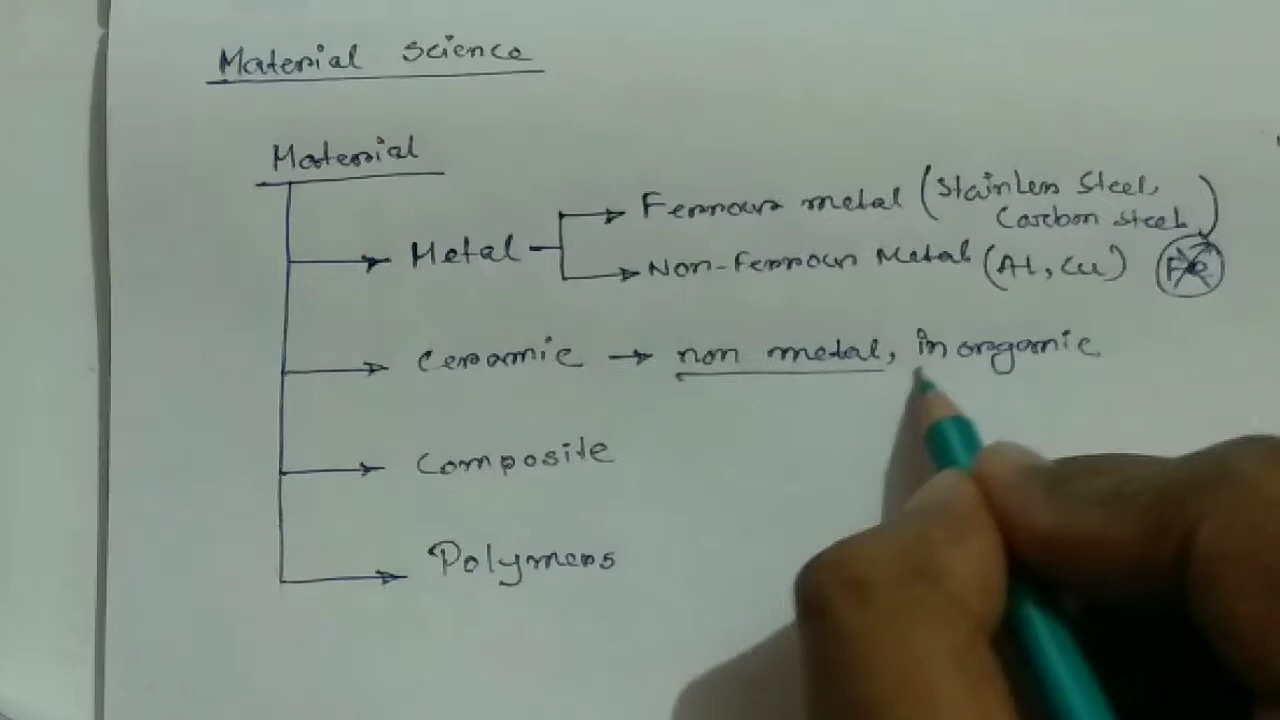 Material Science
Material
Metal
Ferrous metal (Stainless Steel,
Carbon steel)
Non-Ferrous Metal (Al, Cu) Fe
Ceramic → non metal, inorganic
Composite
Polymers